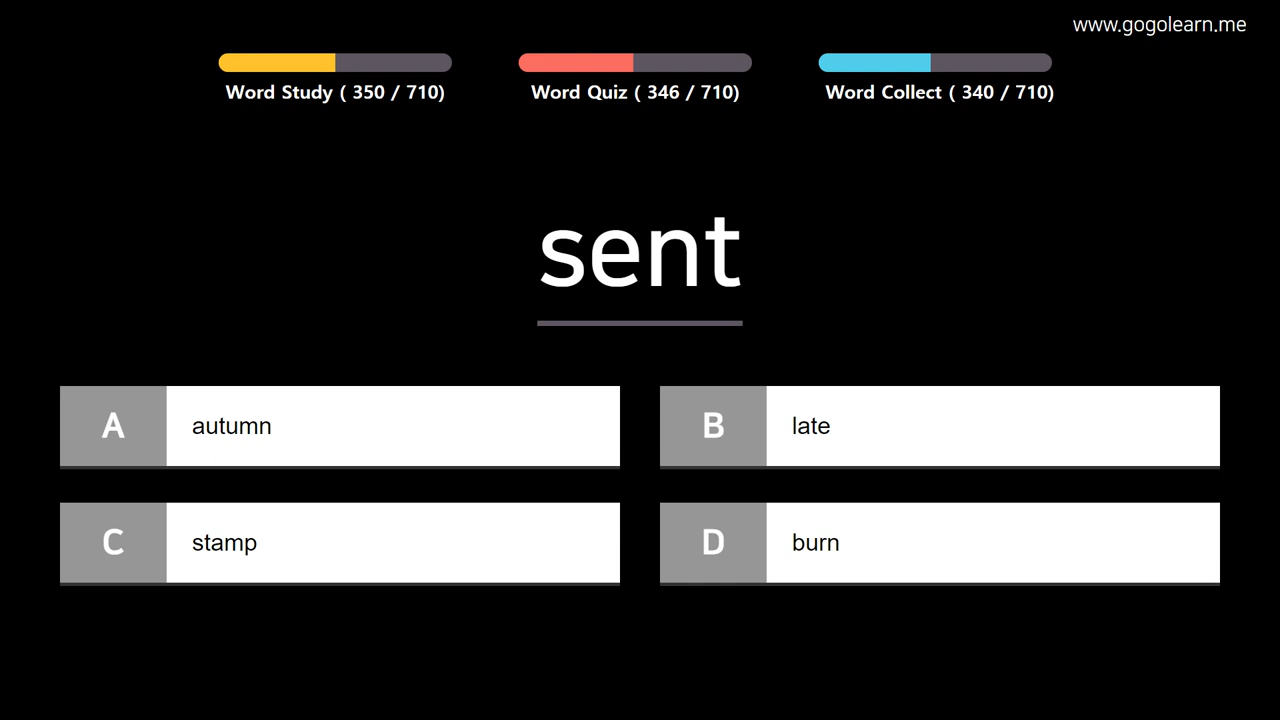 www.gogolearn.me
Word Study ( 350 / 710)
Word Quiz ( 346 / 710)
Word Collect ( 340 / 710)
sent
A autumn
B late
C stamp
D burn